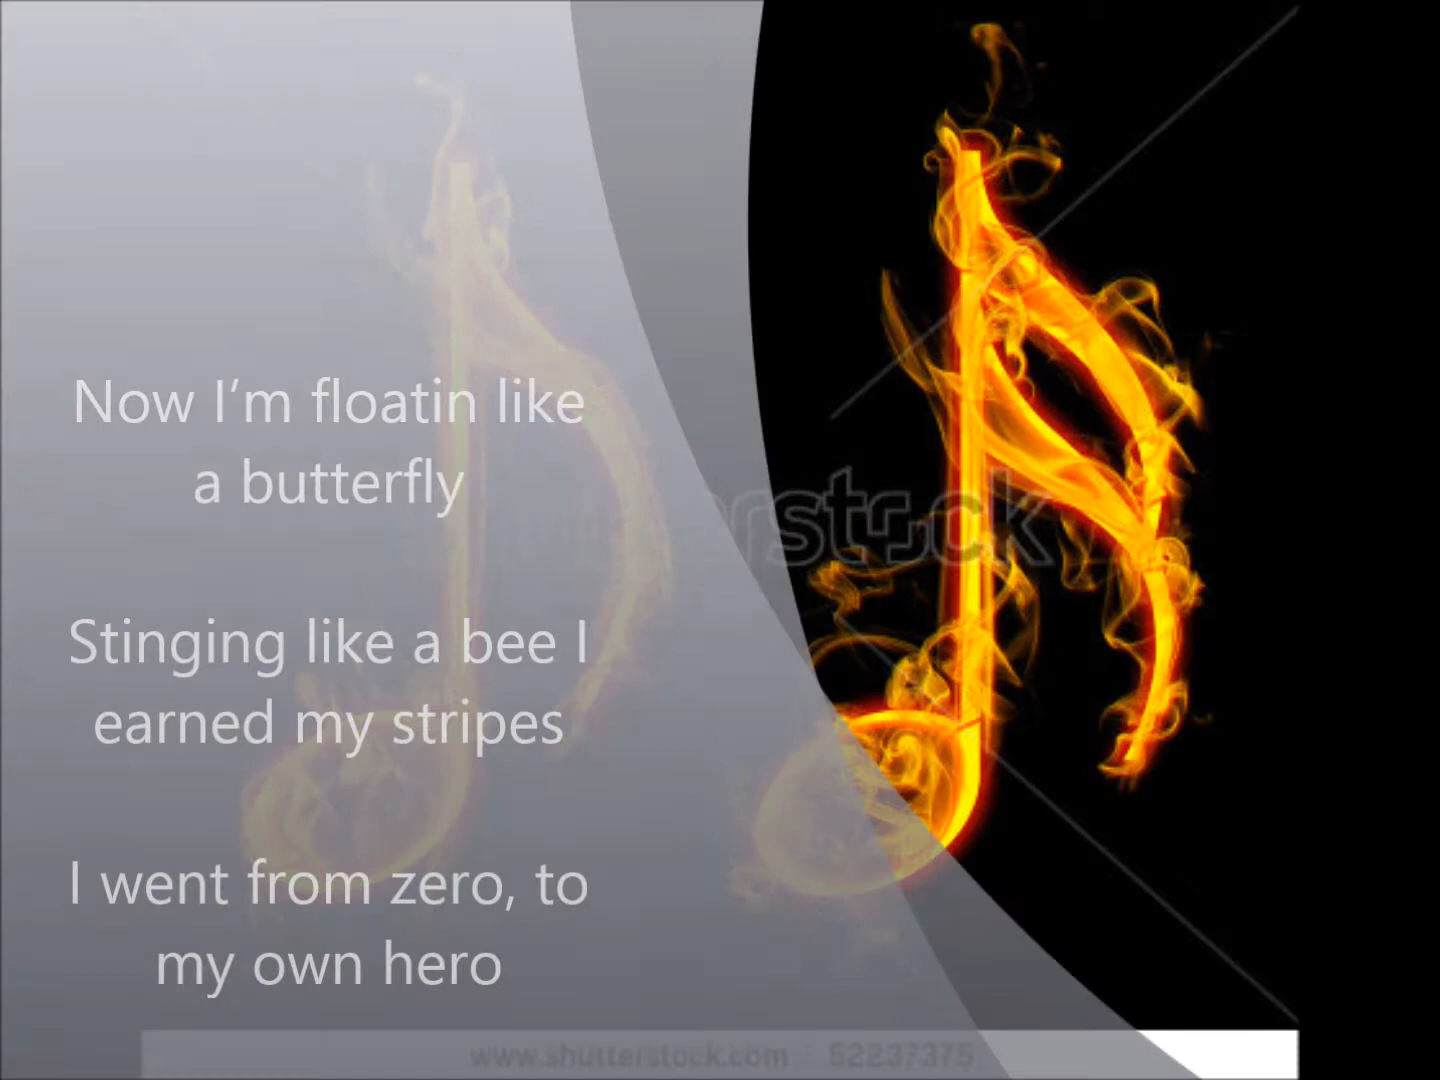 Now I’m floatin like
a butterfly
Stinging like a bee I
earned my stripes
I went from zero, to
my own hero
shutterstock
www.shutterstock.com 52237375